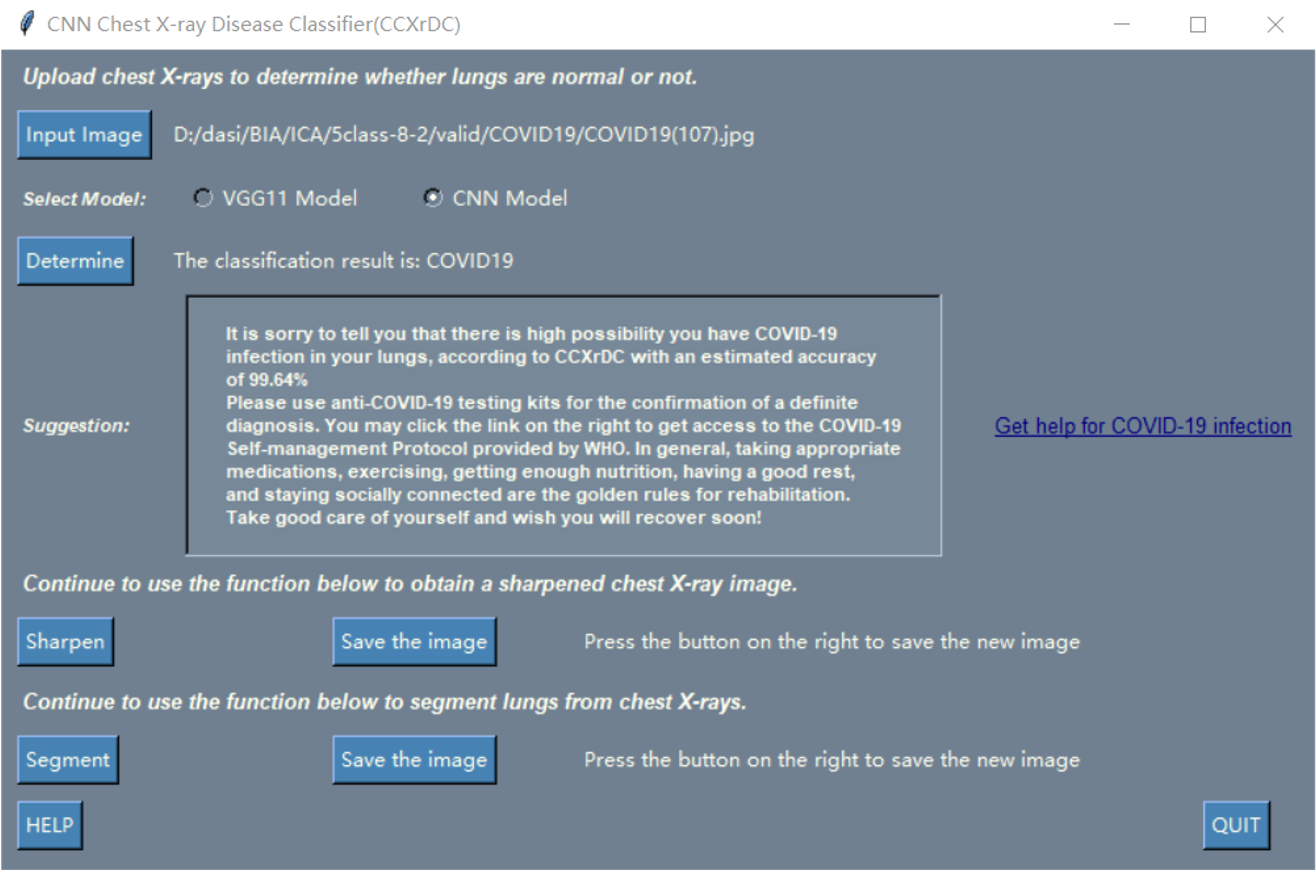 CNN Chest X-ray Disease Classifier(CCXrDC)
Upload chest X-rays to determine whether lungs are normal or not.
Input Image D:/dasi/BIA/ICA/5class-8-2/valid/COVID19/COVID19(107).jpg
Select Model: VGG11 Model CNN Model
Determine The classification result is: COVID19
It is sorry to tell you that there is high possibility you have COVID-19
infection in your lungs, according to CCXrDC with an estimated accuracy
of 99.64%
Please use anti-COVID-19 testing kits for the confirmation of a definite
diagnosis. You may click the link on the right to get access to the COVID-19
Self-management Protocol provided by WHO. In general, taking appropriate
medications, exercising, getting enough nutrition, having a good rest,
and staying socially connected are the golden rules for rehabilitation.
Take good care of yourself and wish you will recover soon!
Suggestion:
Get help for COVID-19 infection
Continue to use the function below to obtain a sharpened chest X-ray image.
Sharpen Save the image Press the button on the right to save the new image
Continue to use the function below to segment lungs from chest X-rays.
Segment Save the image Press the button on the right to save the new image
HELP QUIT